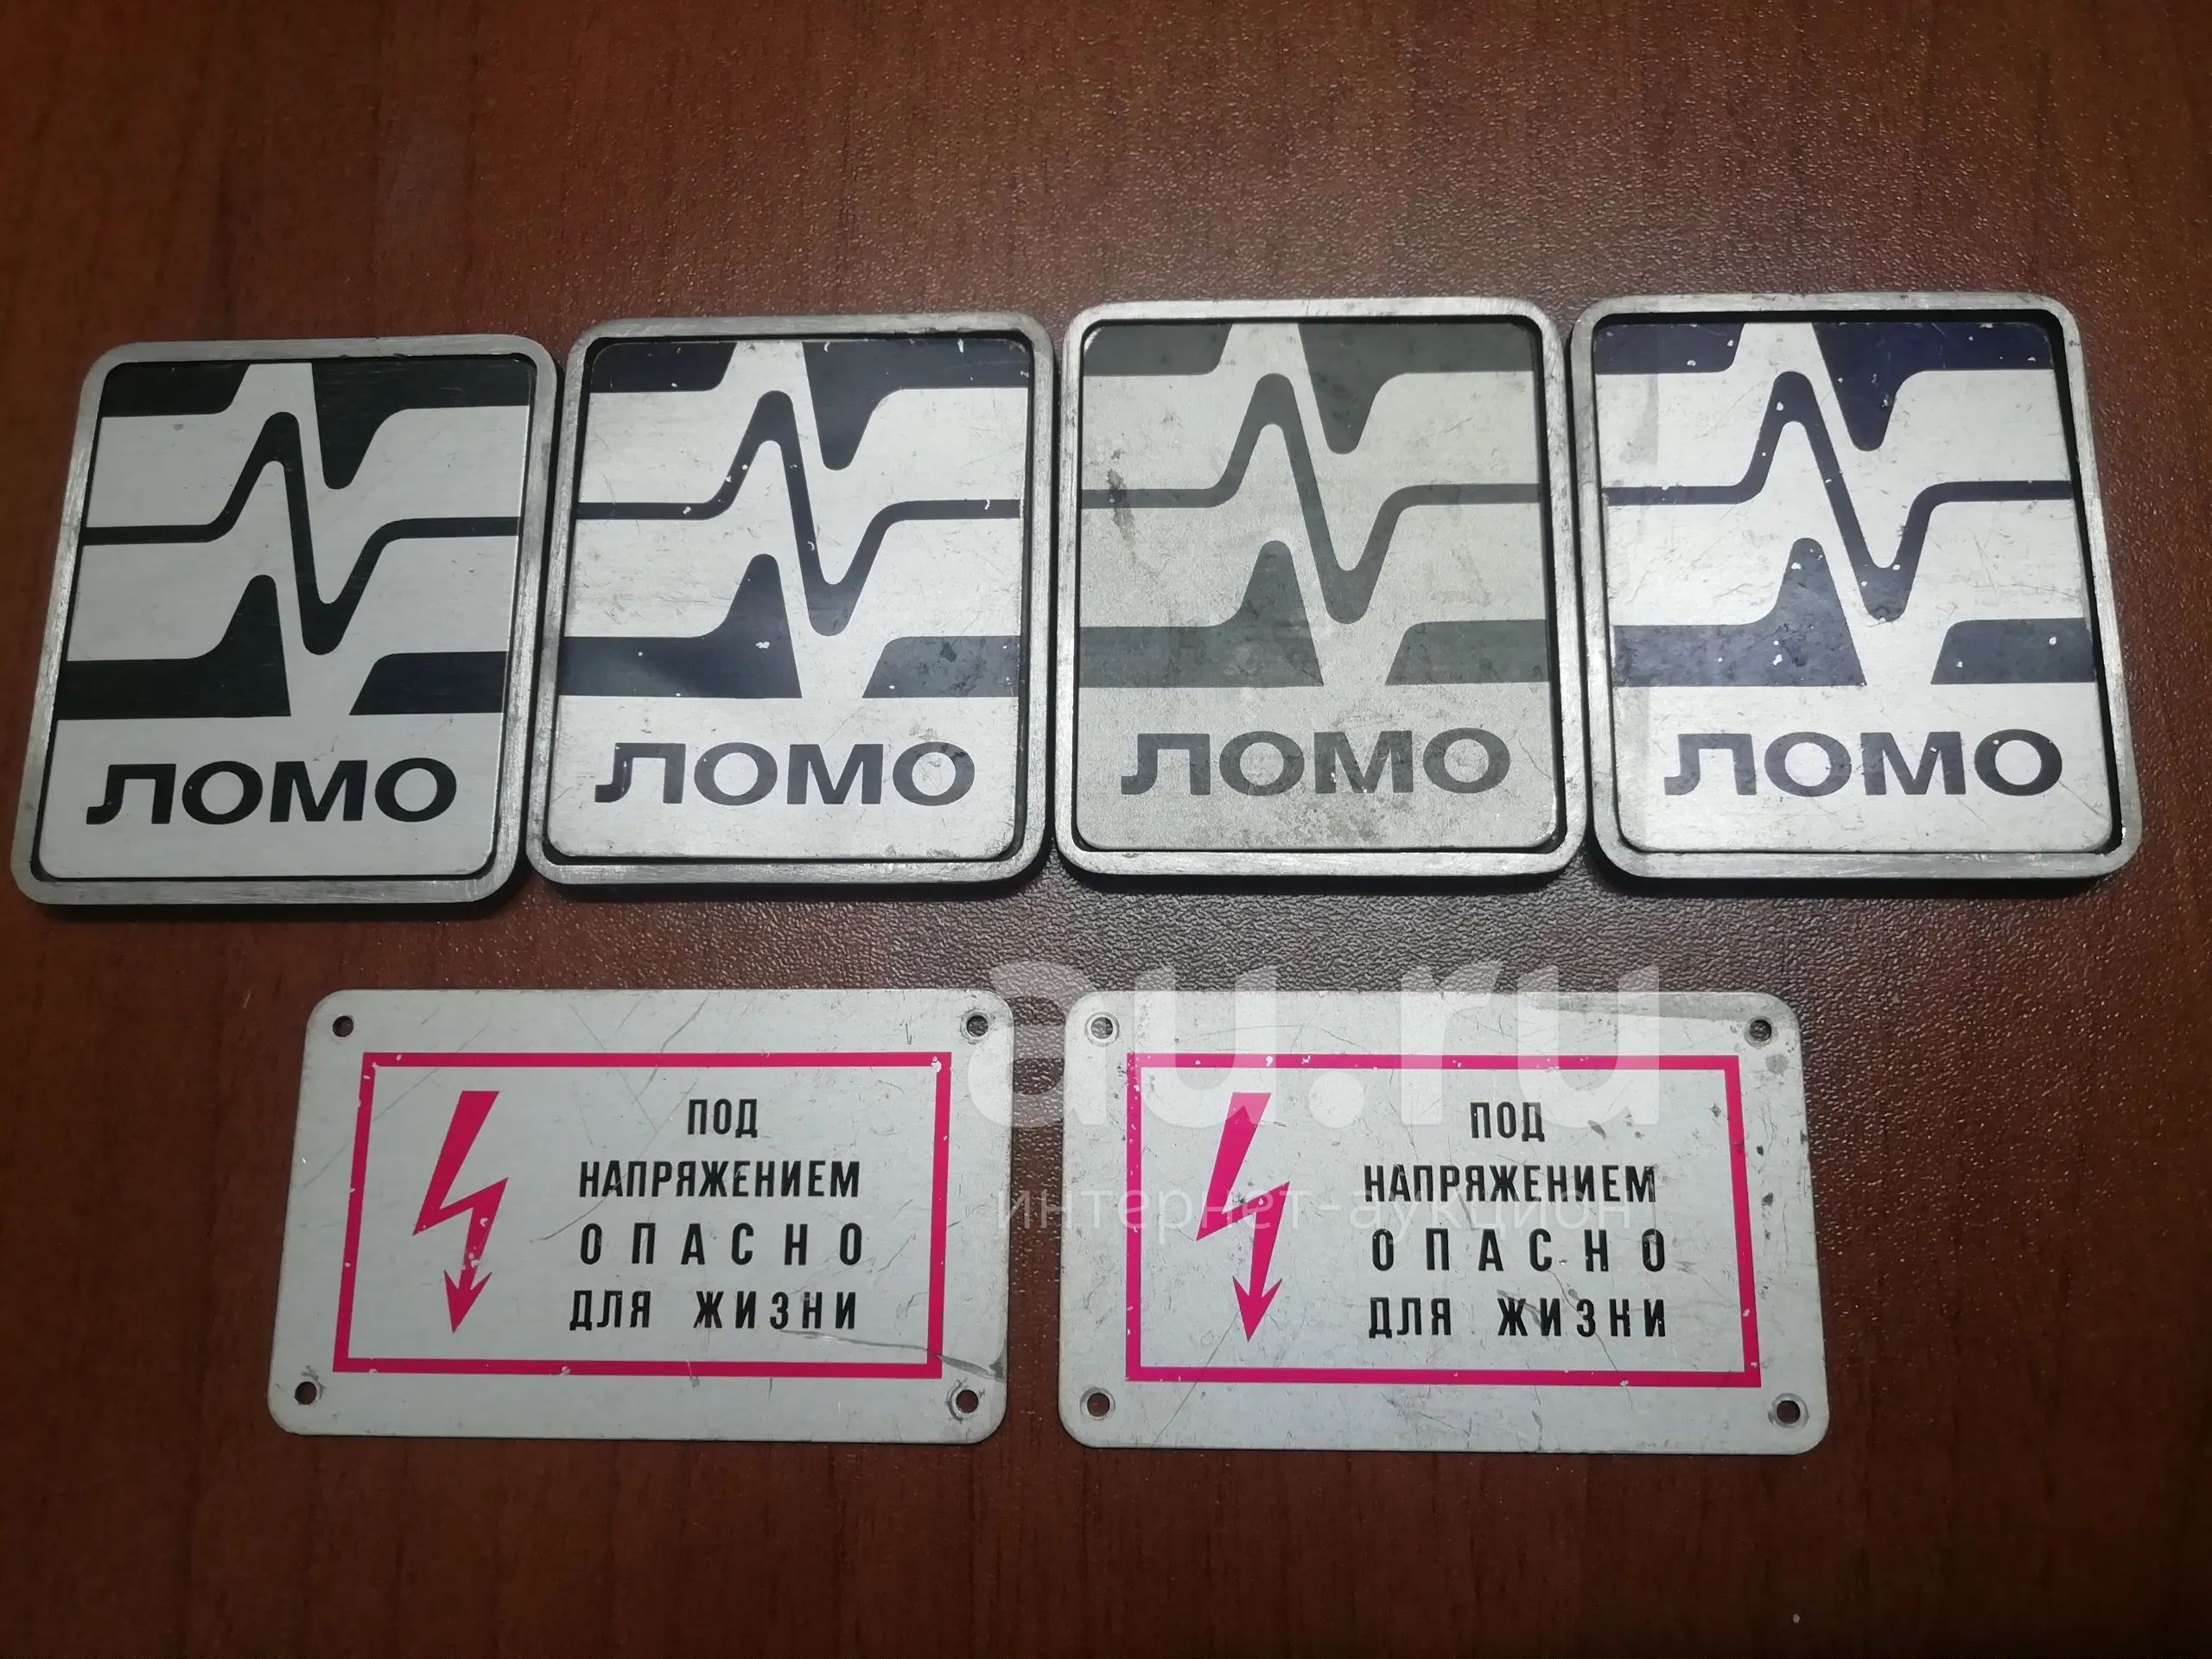 ЛОМО
ЛОМО
ЛОМО
ЛОМО
au.ru
интернет-аукцион
ПОД
НАПРЯЖЕНИЕМ
ОПАСНО
ДЛЯ ЖИЗНИ
ПОД
НАПРЯЖЕНИЕМ
ОПАСНО
ДЛЯ ЖИЗНИ